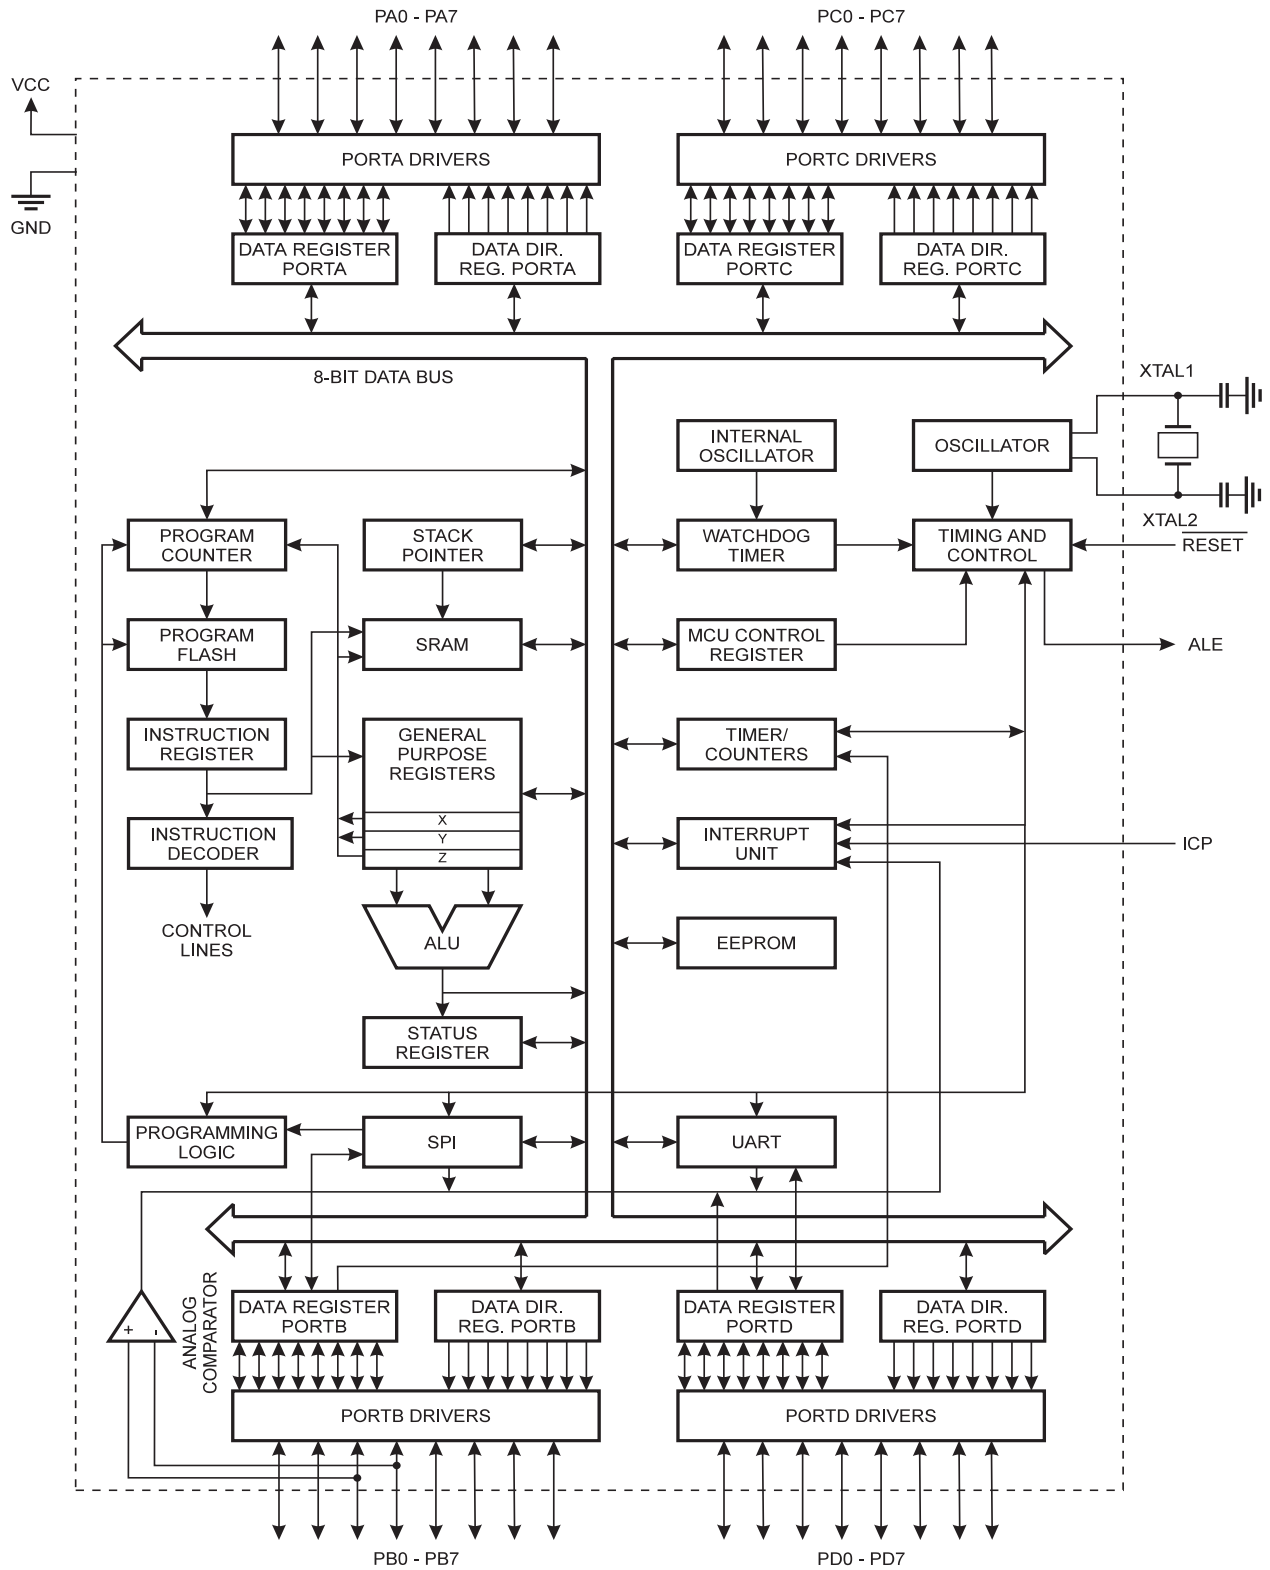 PA0 - PA7
PC0 - PC7
VCC
PORTA DRIVERS
PORTC DRIVERS
GND
DATA REGISTER
PORTA
DATA DIR.
REG. PORTA
DATA REGISTER
PORTC
DATA DIR.
REG. PORTC
8-BIT DATA BUS
XTAL1
INTERNAL
OSCILLATOR
OSCILLATOR
XTAL2
PROGRAM
COUNTER
STACK
POINTER
WATCHDOG
TIMER
TIMING AND
CONTROL
RESET
PROGRAM
FLASH
SRAM
MCU CONTROL
REGISTER
ALE
INSTRUCTION
REGISTER
GENERAL
PURPOSE
REGISTERS
X
Y
Z
TIMER/
COUNTERS
INSTRUCTION
DECODER
INTERRUPT
UNIT
ICP
CONTROL
LINES
ALU
EEPROM
STATUS
REGISTER
PROGRAMMING
LOGIC
SPI
UART
ANALOG
COMPARATOR
+
-
DATA REGISTER
PORTB
DATA DIR.
REG. PORTB
DATA REGISTER
PORTD
DATA DIR.
REG. PORTD
PORTB DRIVERS
PORTD DRIVERS
PB0 - PB7
PD0 - PD7